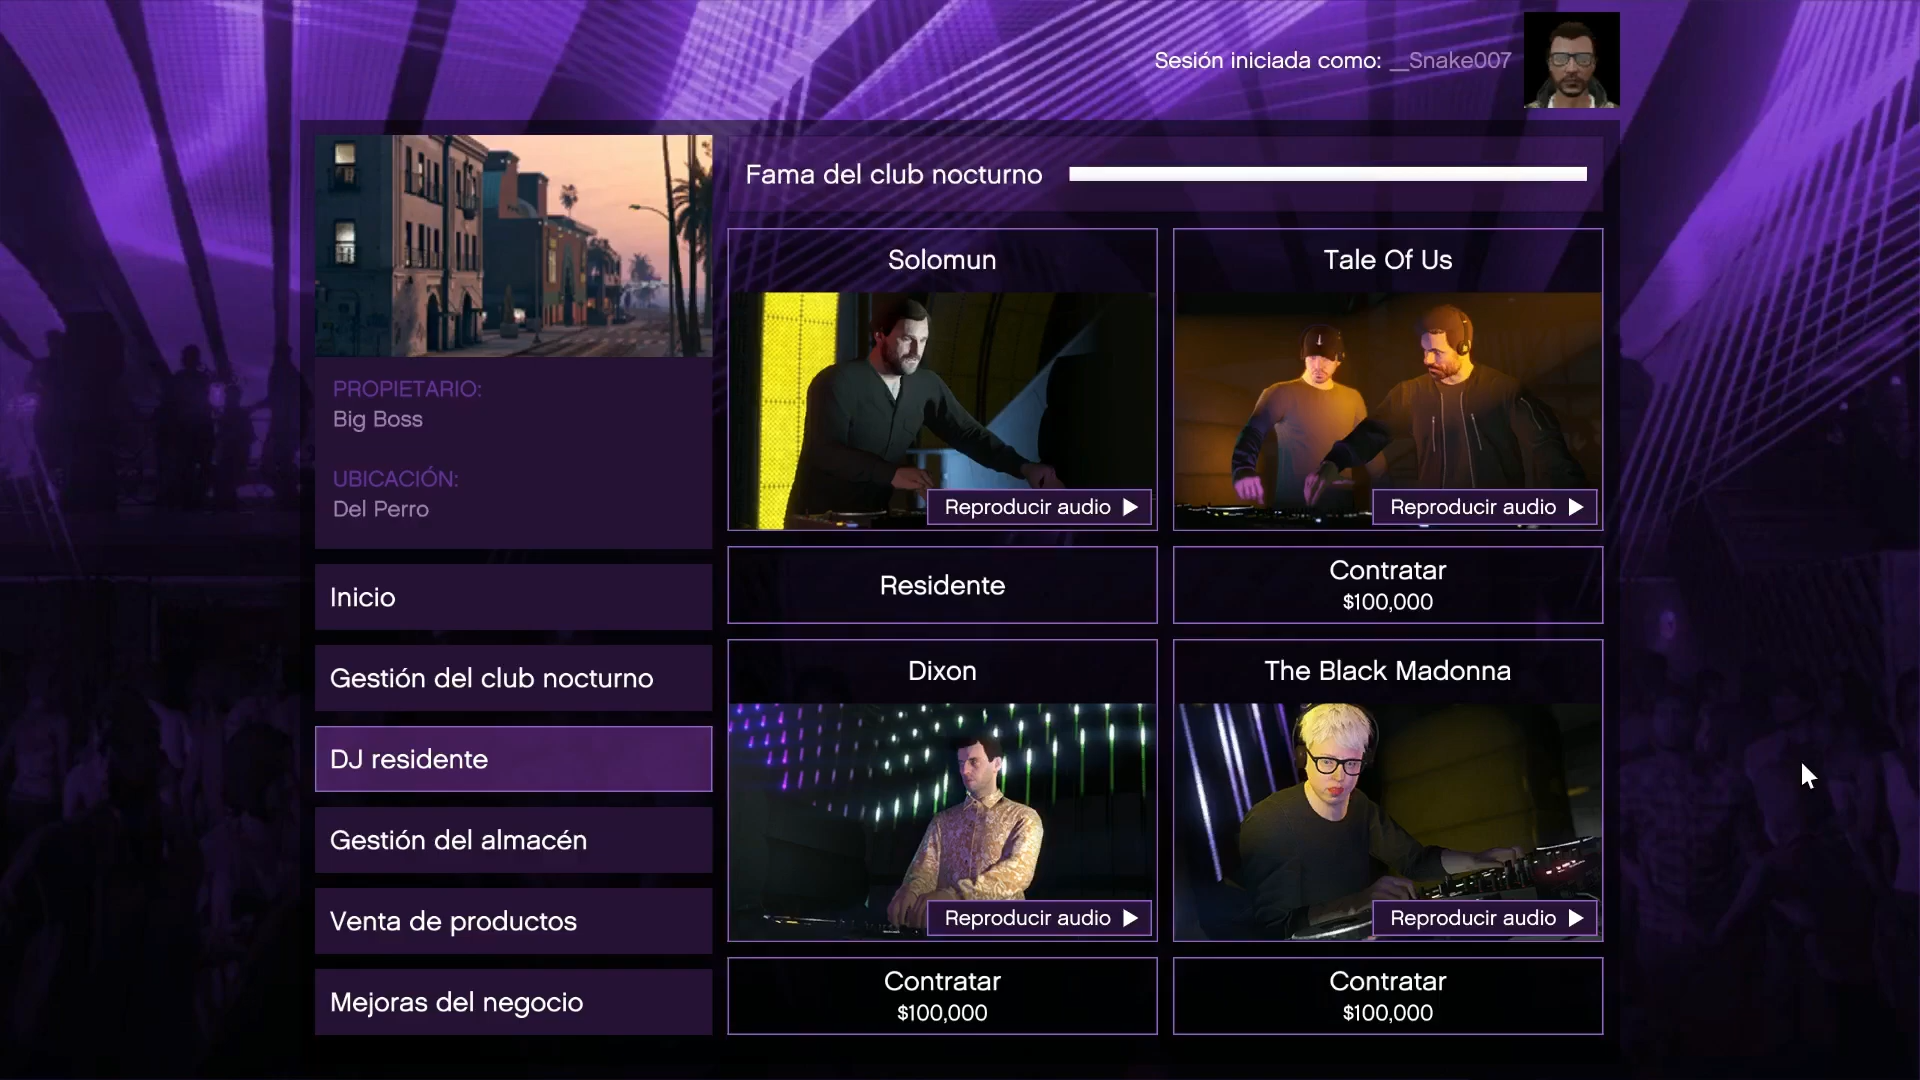 Sesión iniciada como: __Snake007
Fama del club nocturno
PROPIETARIO:
Big Boss
UBICACIÓN:
Del Perro
Inicio
Gestión del club nocturno
DJ residente
Gestión del almacén
Venta de productos
Mejoras del negocio
Solomun
Reproducir audio
Residente
Tale Of Us
Reproducir audio
Contratar
$100,000
Dixon
Reproducir audio
Contratar
$100,000
The Black Madonna
Reproducir audio
Contratar
$100,000